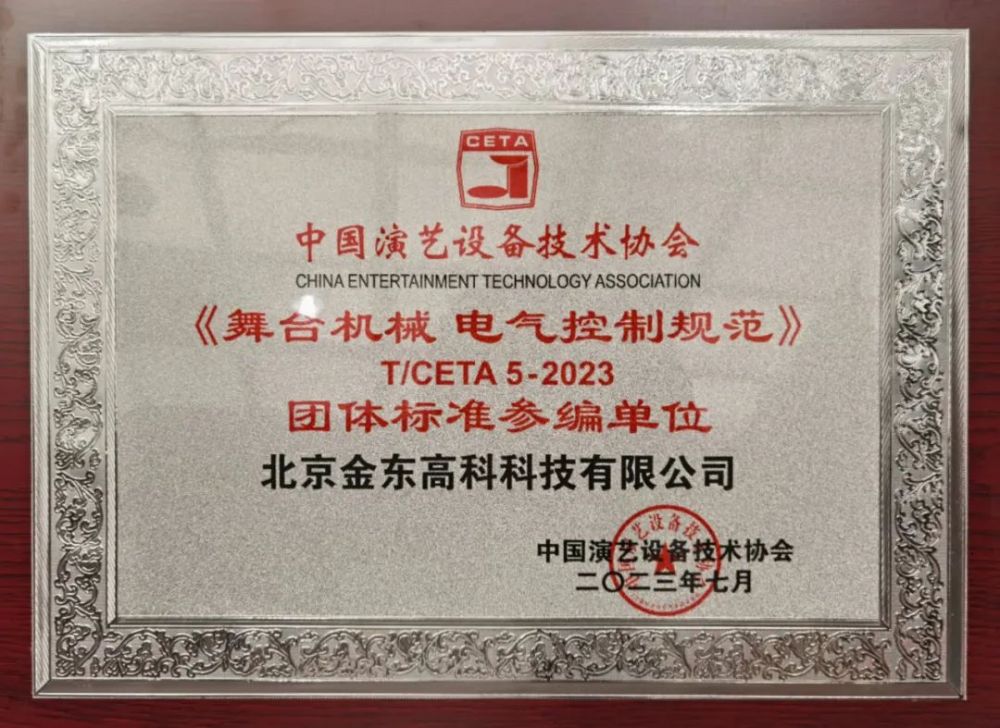 CETA
中国演艺设备技术协会
CHINA ENTERTAINMENT TECHNOLOGY ASSOCIATION
《舞台机械 电气控制规范》
T/CETA 5-2023
团体标准参编单位
北京金东高科科技有限公司
中国演艺设备技术协会
二〇二三年七月